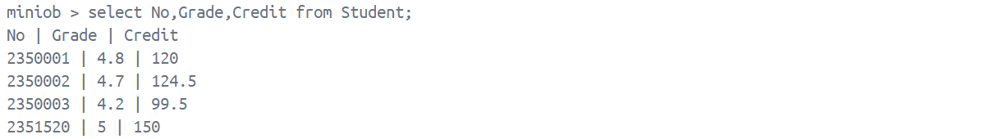 miniob > select No,Grade,Credit from Student;
No | Grade | Credit
2350001 | 4.8 | 120
2350002 | 4.7 | 124.5
2350003 | 4.2 | 99.5
2351520 | 5 | 150